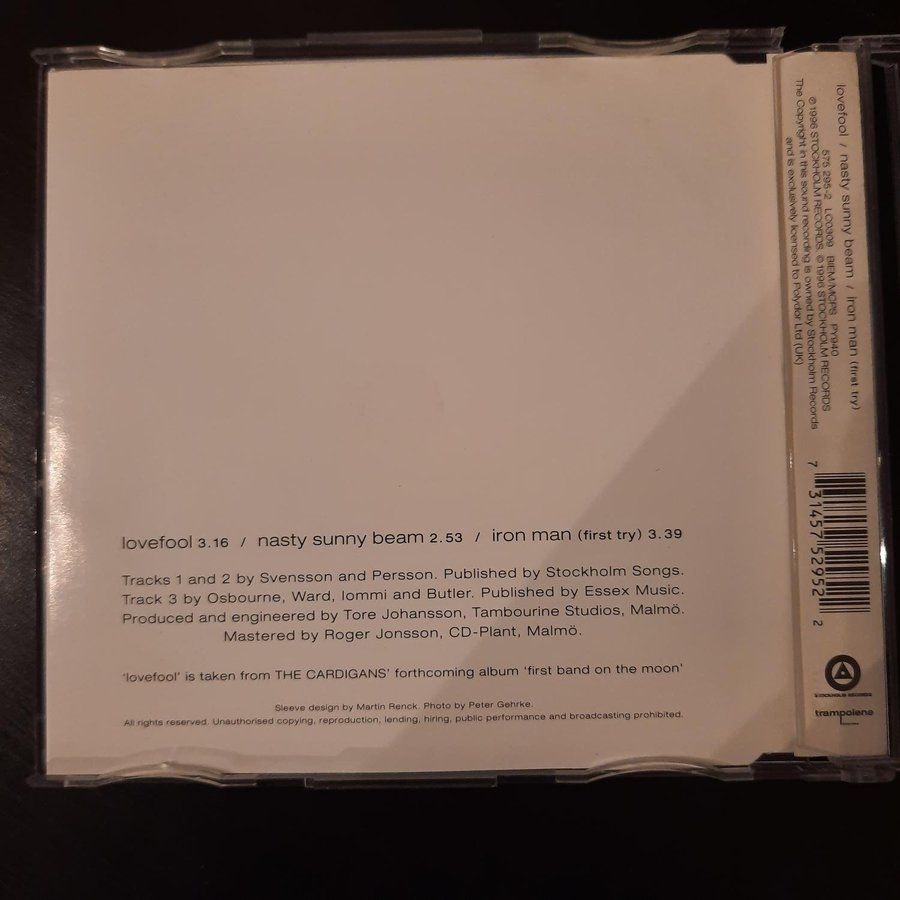 lovefool 3.16 / nasty sunny beam 2.53 / iron man (first try) 3.39
Tracks 1 and 2 by Svensson and Persson. Published by Stockholm Songs.
Track 3 by Osbourne, Ward, Iommi and Butler. Published by Essex Music.
Produced and engineered by Tore Johansson, Tambourine Studios, Malmö.
Mastered by Roger Jonsson, CD-Plant, Malmö.
'lovefool' is taken from THE CARDIGANS' forthcoming album 'first band on the moon'
Sleeve design by Martin Renck. Photo by Peter Gehrke.
All rights reserved. Unauthorised copying, reproduction, lending, hiring, public performance and broadcasting prohibited.
lovefool / nasty sunny beam / iron man (first try)
575 295-2 LC0309 BIEM/MCPS PY940
℗ 1996 STOCKHOLM RECORDS. © 1996 STOCKHOLM RECORDS
The Copyright in this sound recording is owned by Stockholm Records
and is exclusively licensed to Polydor Ltd (UK)
7 31457 52952 2
STOCKHOLM RECORDS
trampolene